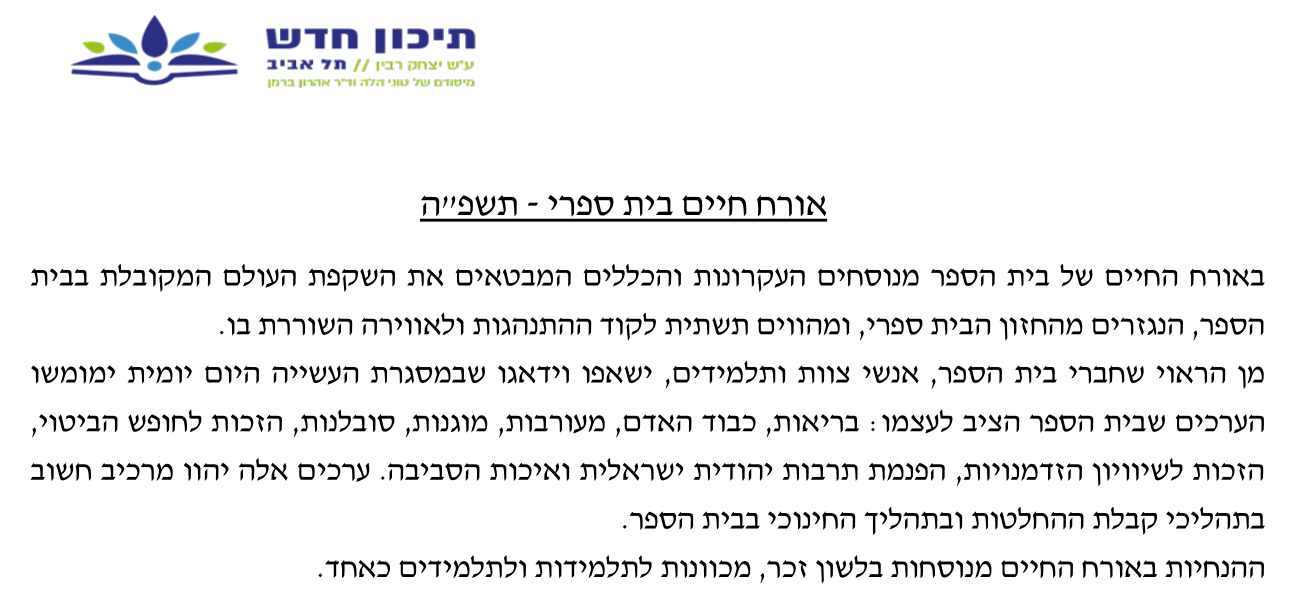 תיכון חדש
ע"ש יצחק רבין // תל אביב
מיסודם של טוני הלה וד"ר אהרון ברמן
אורח חיים בית ספרי - תשפ"ה
באורח החיים של בית הספר מנוסחים העקרונות והכללים המבטאים את השקפת העולם המקובלת בבית
הספר, הנגזרים מהחזון הבית ספרי, ומהווים תשתית לקוד ההתנהגות ולאווירה השוררת בו.
מן הראוי שחברי בית הספר, אנשי צוות ותלמידים, ישאפו וידאגו שבמסגרת העשייה היום יומית ימומשו
הערכים שבית הספר הציב לעצמו: בריאות, כבוד האדם, מעורבות, מוגנות, סובלנות, הזכות לחופש הביטוי,
הזכות לשיוויון הזדמנויות, הפנמת תרבות יהודית ישראלית ואיכות הסביבה. ערכים אלה יהוו מרכיב חשוב
בתהליכי קבלת ההחלטות ובתהליך החינוכי בבית הספר.
ההנחיות באורח החיים מנוסחות בלשון זכר, מכוונות לתלמידות ולתלמידים כאחד.